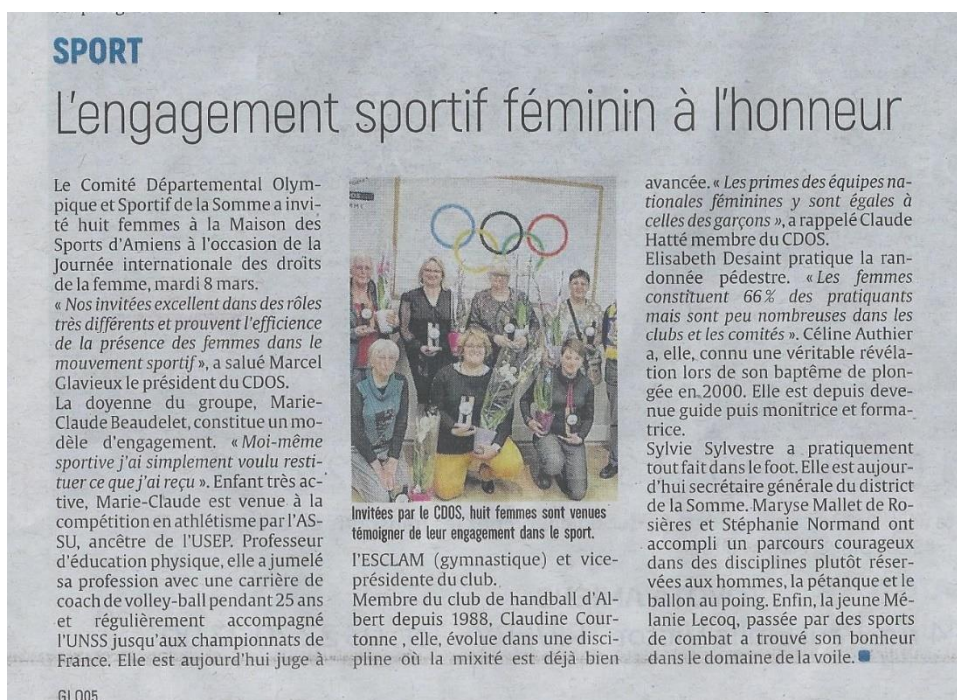 SPORT
L'engagement sportif féminin à l'honneur
Le Comité Départemental Olym-
pique et Sportif de la Somme a invi-
té huit femmes à la Maison des
Sports d'Amiens à l'occasion de la
Journée internationale des droits
de la femme, mardi 8 mars.
« Nos invitées excellent dans des rôles
très différents et prouvent l'efficience
de la présence des femmes dans le
mouvement sportif », a salué Marcel
Glavieux le président du CDOS.
La doyenne du groupe, Marie-
Claude Beaudelet, constitue un mo-
dèle d'engagement. « Moi-même
sportive j'ai simplement voulu resti-
tuer ce que j'ai reçu ». Enfant très ac-
tive, Marie-Claude est venue à la
compétition en athlétisme par l'AS-
SU, ancêtre de l'USEP. Professeur
d'éducation physique, elle a jumelé
sa profession avec une carrière de
coach de volley-ball pendant 25 ans
et régulièrement accompagné
l'UNSS jusqu'aux championnats de
France. Elle est aujourd'hui juge à
Invitées par le CDOS, huit femmes sont venues
témoigner de leur engagement dans le sport.
l'ESCLAM (gymnastique) et vice-
présidente du club.
Membre du club de handball d'Al-
bert depuis 1988, Claudine Cour-
tonne , elle, évolue dans une disci-
pline où la mixité est déjà bien
avancée. « Les primes des équipes na-
tionales féminines y sont égales à
celles des garçons », a rappelé Claude
Hatté membre du CDOS.
Elisabeth Desaint pratique la ran-
donnée pédestre. « Les femmes
constituent 66 % des pratiquants
mais sont peu nombreuses dans les
clubs et les comités ». Céline Authier
a, elle, connu une véritable révéla-
tion lors de son baptême de plon-
gée en 2000. Elle est depuis deve-
nue guide puis monitrice et forma-
trice.
Sylvie Sylvestre a pratiquement
tout fait dans le foot. Elle est aujour-
d'hui secrétaire générale du district
de la Somme. Maryse Mallet de Ro-
sières et Stéphanie Normand ont
accompli un parcours courageux
dans des disciplines plutôt réser-
vées aux hommes, la pétanque et le
ballon au poing. Enfin, la jeune Mé-
lanie Lecoq, passée par des sports
de combat a trouvé son bonheur
dans le domaine de la voile.
GLO05